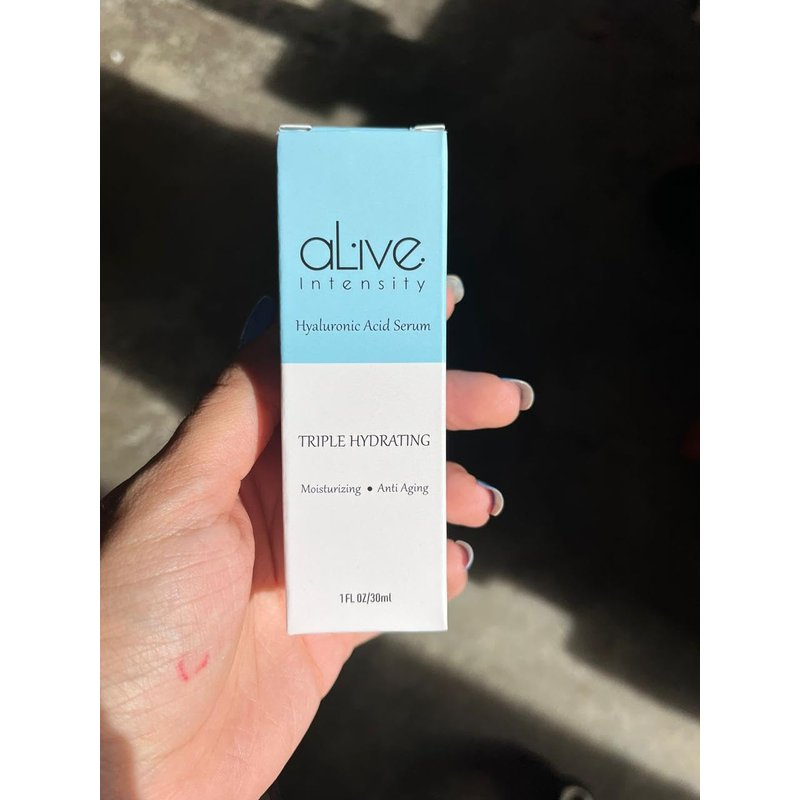 aLive
Intensity
Hyaluronic Acid Serum
TRIPLE HYDRATING
Moisturizing • Anti Aging
1 FL OZ/30ml